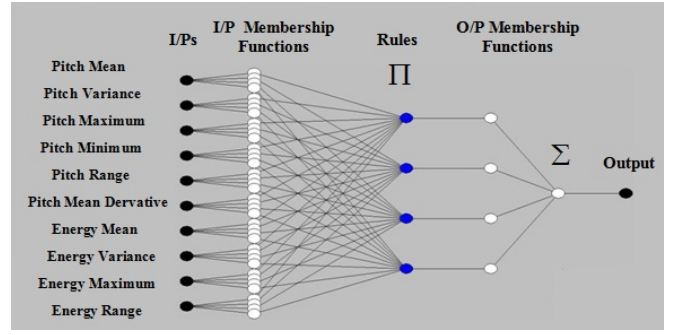 I/Ps
I/P Membership
Functions
Rules
O/P Membership
Functions
∏
∑
Output
Pitch Mean
Pitch Variance
Pitch Maximum
Pitch Minimum
Pitch Range
Pitch Mean Dervative
Energy Mean
Energy Variance
Energy Maximum
Energy Range